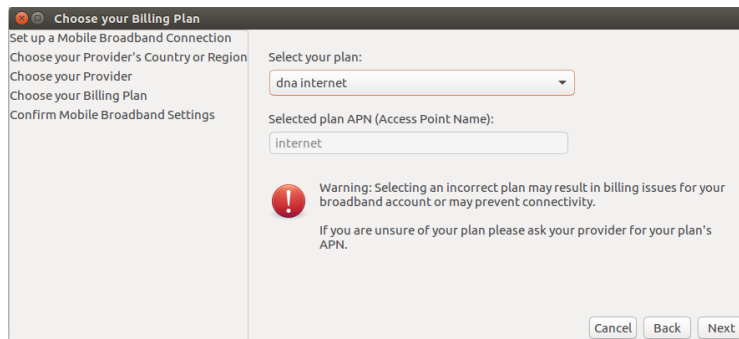 Choose your Billing Plan
Set up a Mobile Broadband Connection
Choose your Provider's Country or Region
Choose your Provider
Choose your Billing Plan
Confirm Mobile Broadband Settings
Select your plan:
dna internet
Selected plan APN (Access Point Name):
internet
Warning: Selecting an incorrect plan may result in billing issues for your
broadband account or may prevent connectivity.
If you are unsure of your plan please ask your provider for your plan's
APN.
Cancel Back Next